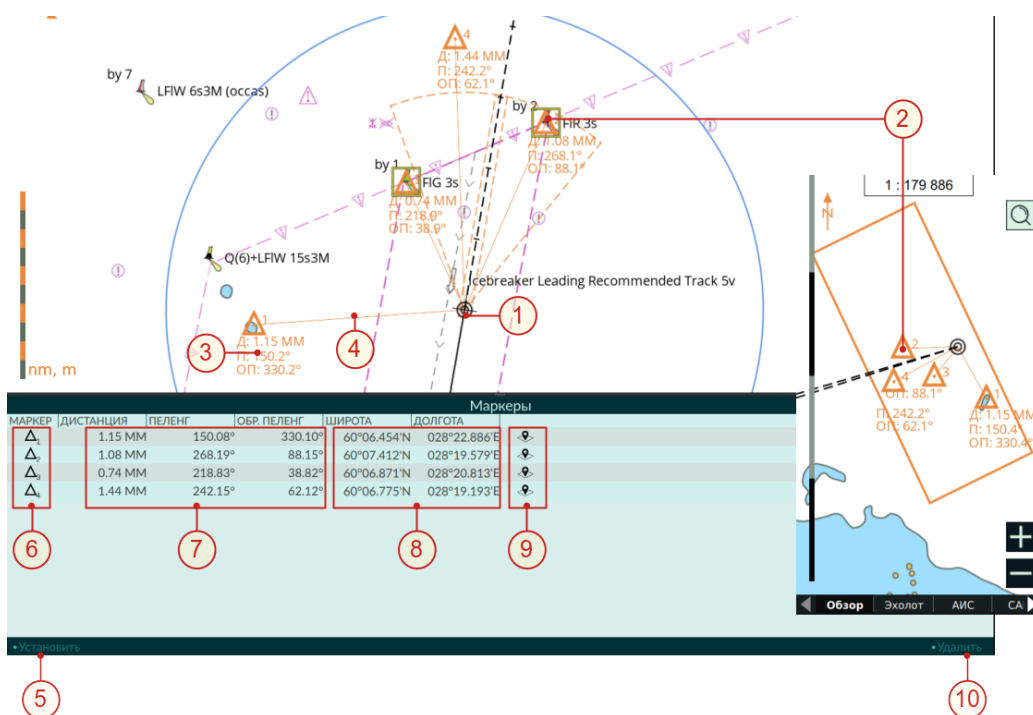 4
Д: 1.44 ММ
П: 242.2°
ОП: 62.1°
by 7
LFlW 6s3M (occas)
by 2
FlR 3s
2
Д: 1.08 ММ
П: 268.1°
ОП: 88.1°
by 1
FlG 3s
Д: 0.74 ММ
П: 218.9°
ОП: 38.9°
1 : 179 886
N
Q(6)+LFlW 15s3M
Icebreaker Leading Recommended Track 5v
1
1
Д: 1.15 ММ
П: 150.2°
ОП: 330.2°
3
4
nm, m
2
3
4
1
ОП: 88.1°
П: 242.2°
ОП: 62.1°
Д: 1.15 ММ
П: 150.4°
ОП: 330.4°
Маркеры
МАРКЕР ДИСТАНЦИЯ ПЕЛЕНГ ОБР. ПЕЛЕНГ ШИРОТА ДОЛГОТА
1 1.15 ММ 150.08° 330.10° 60°06.454'N 028°22.886'E
2 1.08 ММ 268.19° 88.15° 60°07.412'N 028°19.579'E
3 0.74 ММ 218.83° 38.82° 60°06.871'N 028°20.813'E
4 1.44 ММ 242.15° 62.12° 60°06.775'N 028°19.193'E
6
7
8
9
Обзор Эхолот АИС СА
•Установить
•Удалить
5
10